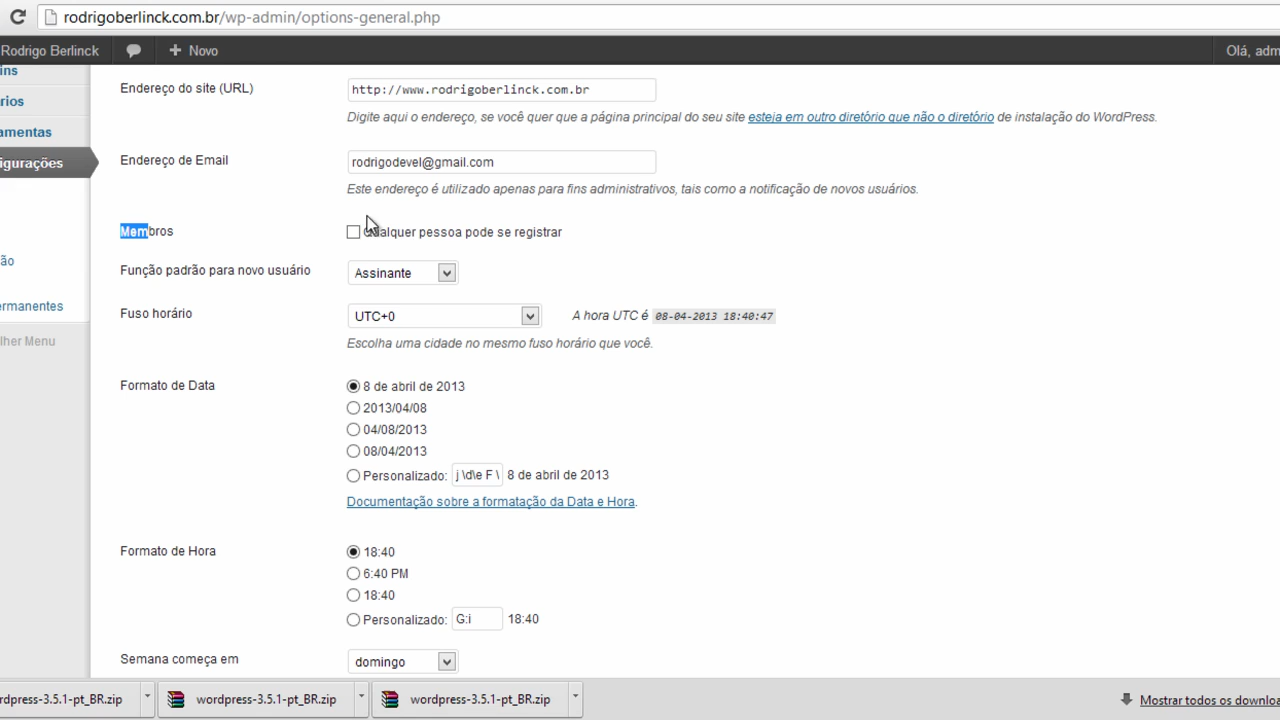 rodrigoberlinck.com.br/wp-admin/options-general.php
Rodrigo Berlinck Novo Olá, adm
ins
Endereço do site (URL) http://www.rodrigoberlinck.com.br
ários
Digite aqui o endereço, se você quer que a página principal do seu site esteja em outro diretório que não o diretório de instalação do WordPress.
amentas
igurações
Endereço de Email rodrigodevel@gmail.com
Este endereço é utilizado apenas para fins administrativos, tais como a notificação de novos usuários.
Membros Qualquer pessoa pode se registrar
ão
Função padrão para novo usuário Assinante
ermanentes
Fuso horário UTC+0 A hora UTC é 08-04-2013 18:40:47
lher Menu
Escolha uma cidade no mesmo fuso horário que você.
Formato de Data 8 de abril de 2013
2013/04/08
04/08/2013
08/04/2013
Personalizado: j \d\e F \ 8 de abril de 2013
Documentação sobre a formatação da Data e Hora.
Formato de Hora 18:40
6:40 PM
18:40
Personalizado: G:i 18:40
Semana começa em domingo
rdpress-3.5.1-pt_BR.zip wordpress-3.5.1-pt_BR.zip wordpress-3.5.1-pt_BR.zip Mostrar todos os downloa